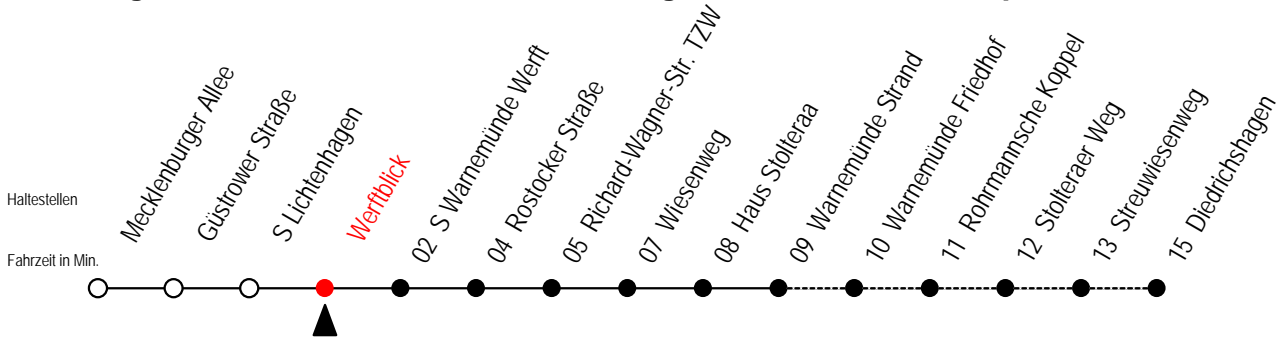 Haltestellen
Fahrzeit in Min.
Mecklenburger Allee
Güstrower Straße
S Lichtenhagen
Werftblick
02 S Warnemünde Werft
04 Rostocker Straße
05 Richard-Wagner-Str. TZW
07 Wiesenweg
08 Haus Stolteraa
09 Warnemünde Strand
10 Warnemünde Friedhof
11 Rohrmannsche Koppel
12 Stolteraer Weg
13 Streuwiesenweg
15 Diedrichshagen